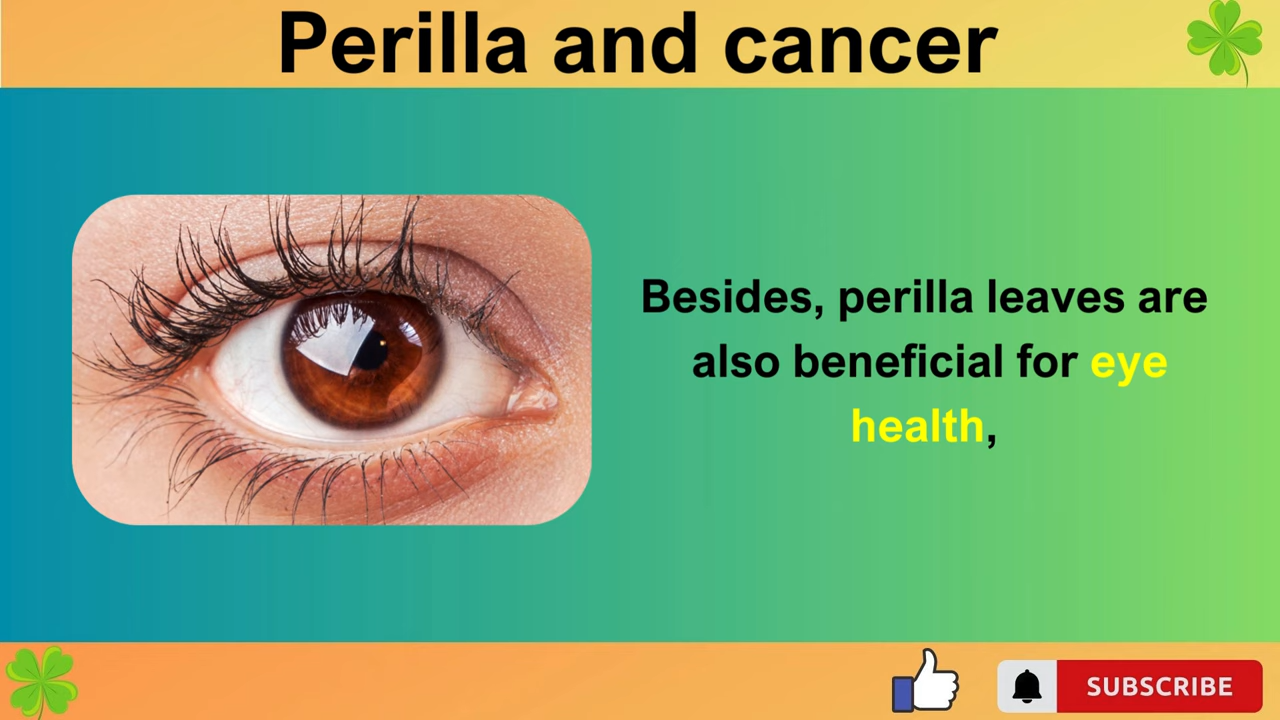 Perilla and cancer
Besides, perilla leaves are
also beneficial for eye
health,
SUBSCRIBE